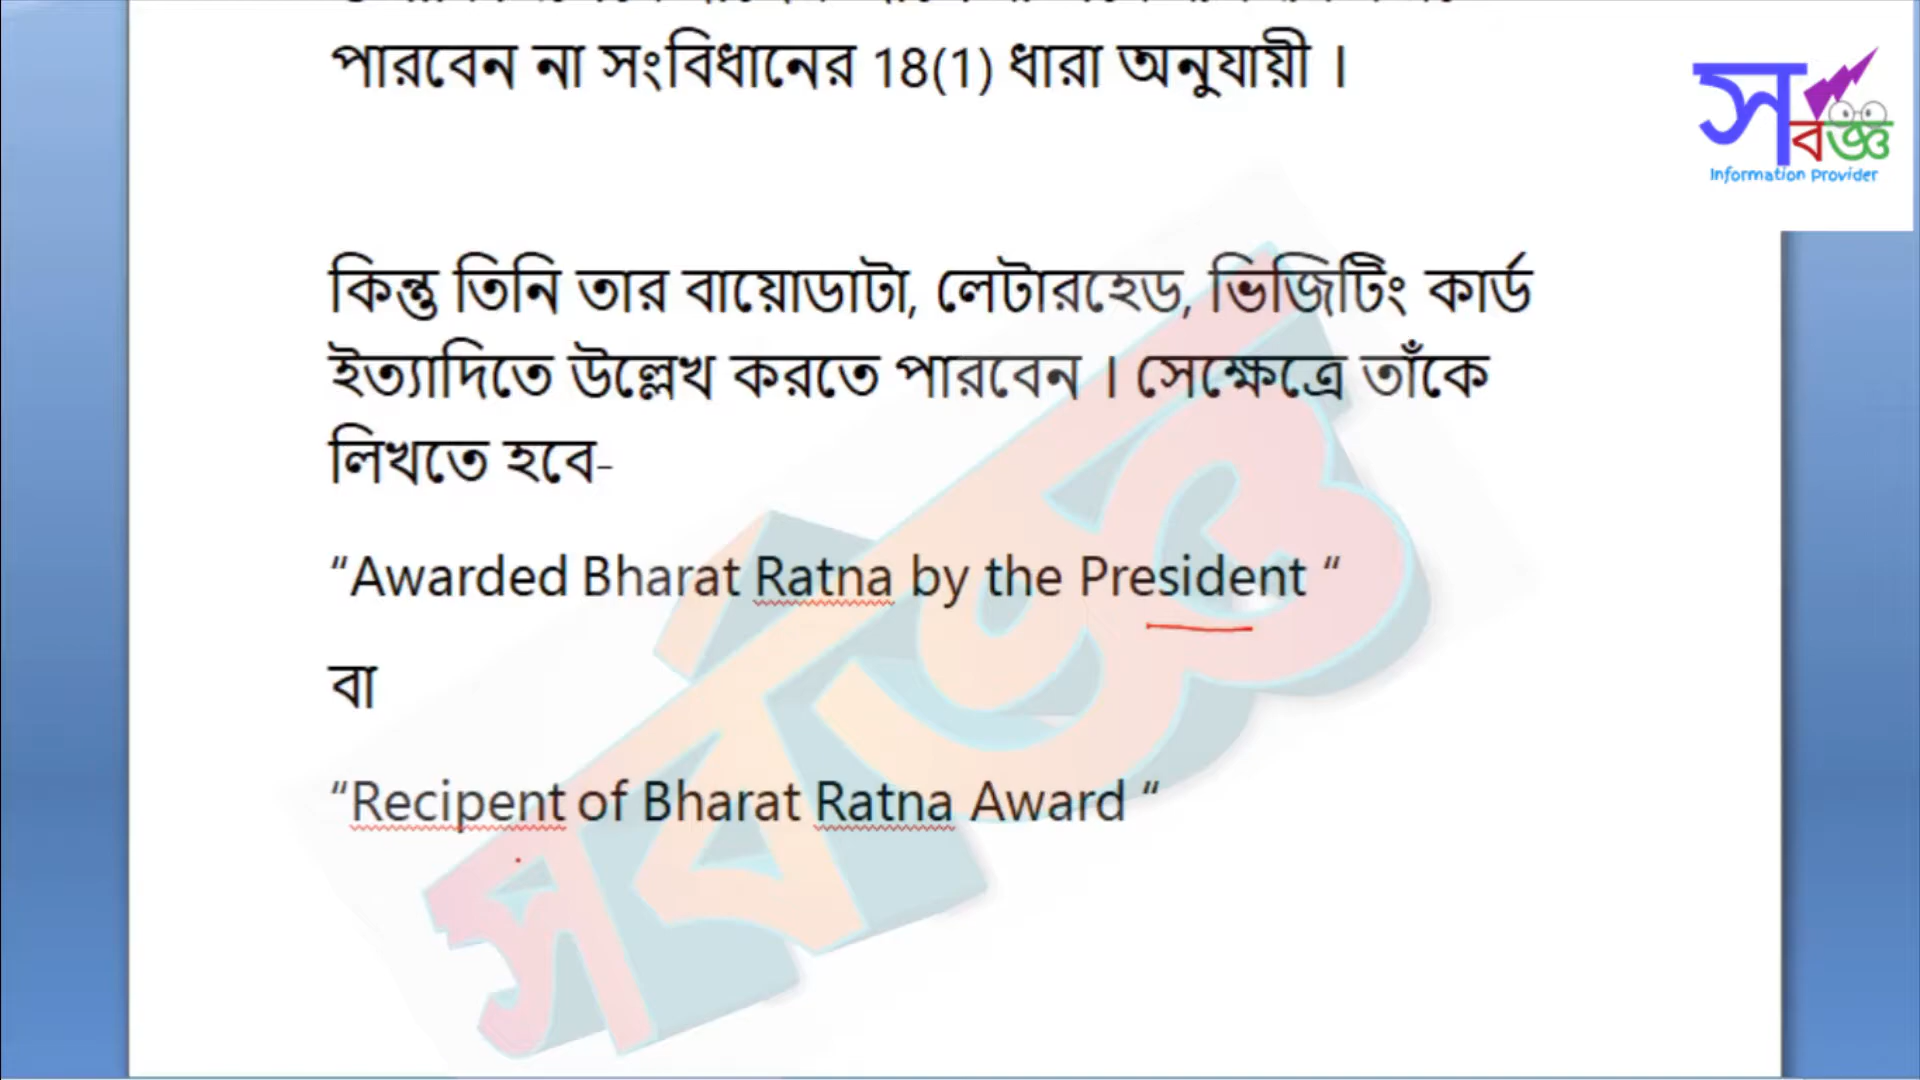 পারবেন না সংবিধানের 18(1) ধারা অনুযায়ী ।
সবজ্ঞ
Information Provider
কিন্তু তিনি তার বায়োডাটা, লেটারহেড, ভিজিটিং কার্ড
ইত্যাদিতে উল্লেখ করতে পারবেন । সেক্ষেত্রে তাঁকে
লিখতে হবে-
“Awarded Bharat Ratna by the President “
বা
“Recipent of Bharat Ratna Award “